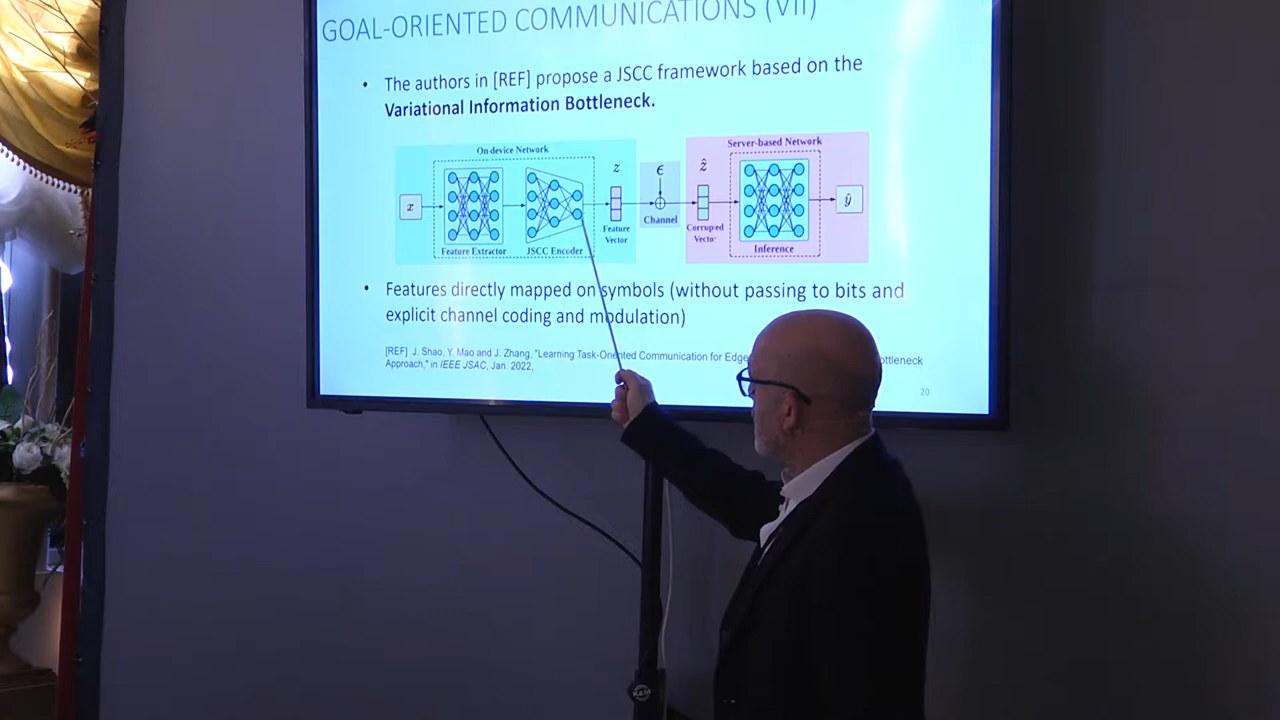 GOAL-ORIENTED COMMUNICATIONS (VII)
• The authors in [REF] propose a JSCC framework based on the
Variational Information Bottleneck.
On-device Network
Server-based Network
x
Feature Extractor
JSCC Encoder
z
Feature
Vector
ϵ
Channel
ẑ
Corrupted
Vector
Inference
ŷ
• Features directly mapped on symbols (without passing to bits and
explicit channel coding and modulation)
[REF] J. Shao, Y. Mao and J. Zhang, "Learning Task-Oriented Communication for Edge ottleneck
Approach," in IEEE JSAC, Jan. 2022,
20
K&M